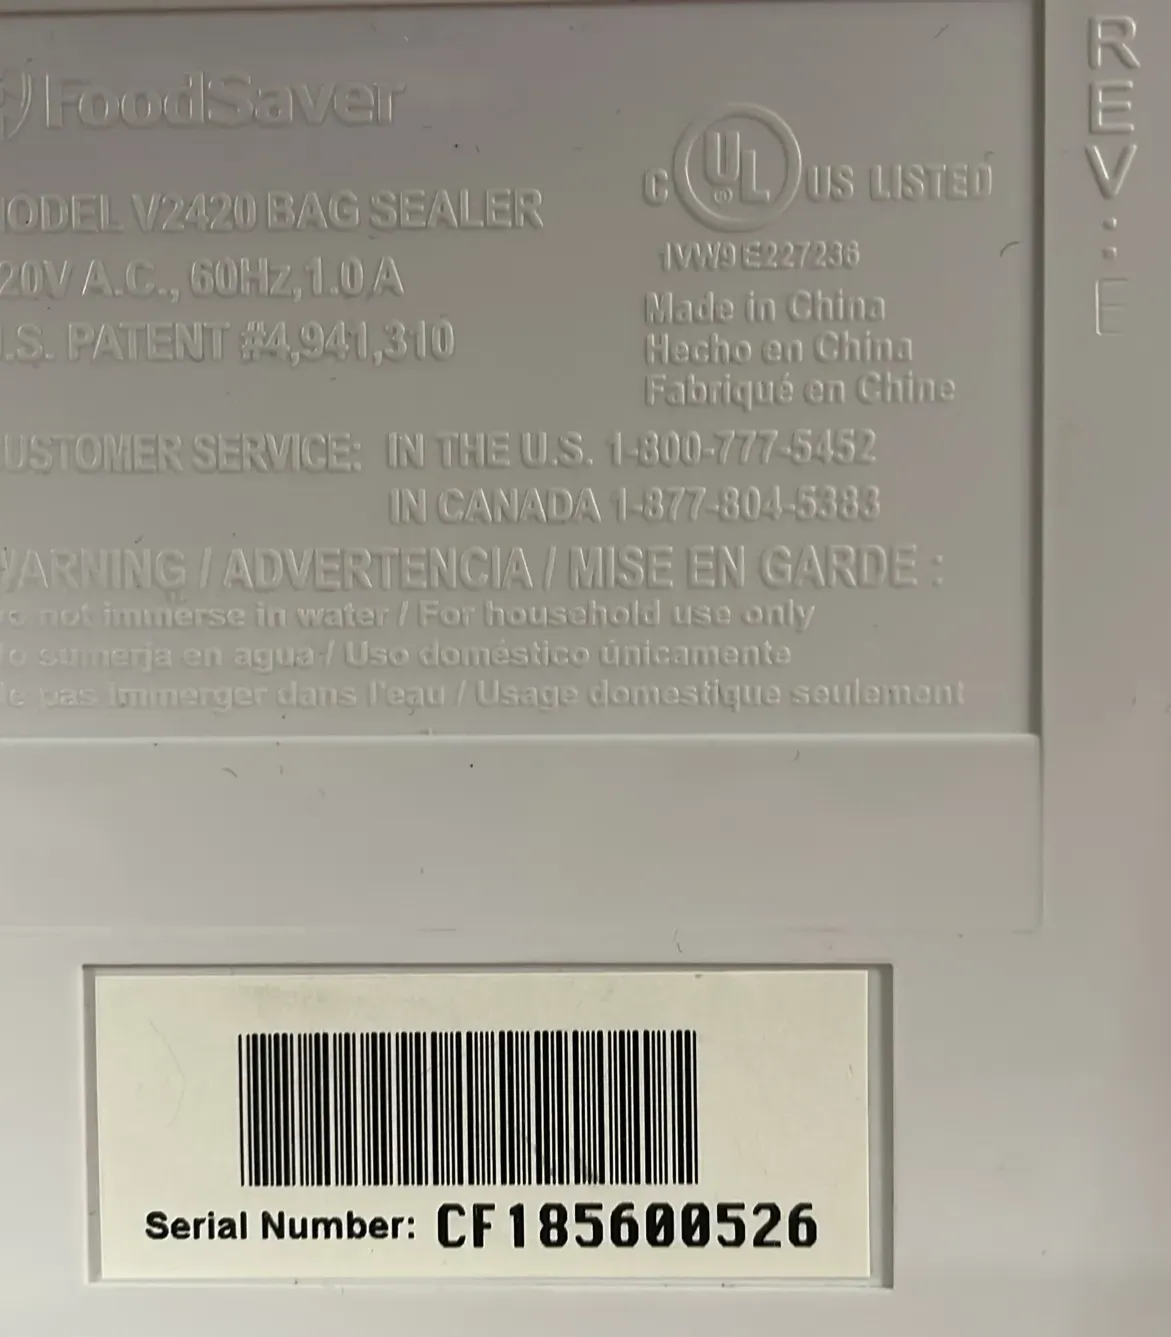 FoodSaver
ODEL V2420 BAG SEALER
20V A.C., 60Hz, 1.0 A
.S. PATENT #4,941,310
C UL US LISTED
1VW9 E227236
Made in China
Hecho en China
Fabriqué en Chine
USTOMER SERVICE: IN THE U.S. 1-800-777-5452
IN CANADA 1-877-804-5383
ARNING / ADVERTENCIA / MISE EN GARDE :
o not immerse in water / For household use only
o sumerja en agua / Uso doméstico únicamente
e pas immerger dans l'eau / Usage domestique seulement
REV.: E
Serial Number: CF185600526